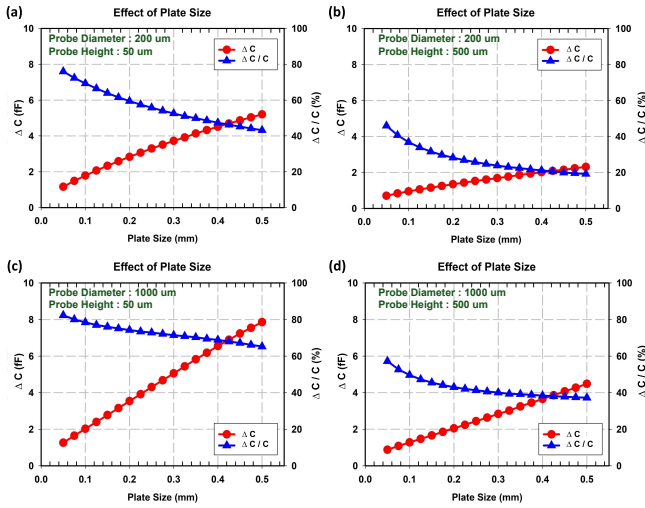 (a)
Effect of Plate Size
Probe Diameter : 200 um
Probe Height : 50 um
Δ C
Δ C / C
10
8
6
4
2
0
100
80
60
40
20
0
Δ C (fF)
Δ C / C (%)
0.0 0.1 0.2 0.3 0.4 0.5
Plate Size (mm)
(b)
Effect of Plate Size
Probe Diameter : 200 um
Probe Height : 500 um
Δ C
Δ C / C
10
8
6
4
2
0
100
80
60
40
20
0
Δ C (fF)
Δ C / C (%)
0.0 0.1 0.2 0.3 0.4 0.5
Plate Size (mm)
(c)
Effect of Plate Size
Probe Diameter : 1000 um
Probe Height : 50 um
Δ C
Δ C / C
10
8
6
4
2
0
100
80
60
40
20
0
Δ C (fF)
Δ C / C (%)
0.0 0.1 0.2 0.3 0.4 0.5
Plate Size (mm)
(d)
Effect of Plate Size
Probe Diameter : 1000 um
Probe Height : 500 um
Δ C
Δ C / C
10
8
6
4
2
0
100
80
60
40
20
0
Δ C (fF)
Δ C / C (%)
0.0 0.1 0.2 0.3 0.4 0.5
Plate Size (mm)